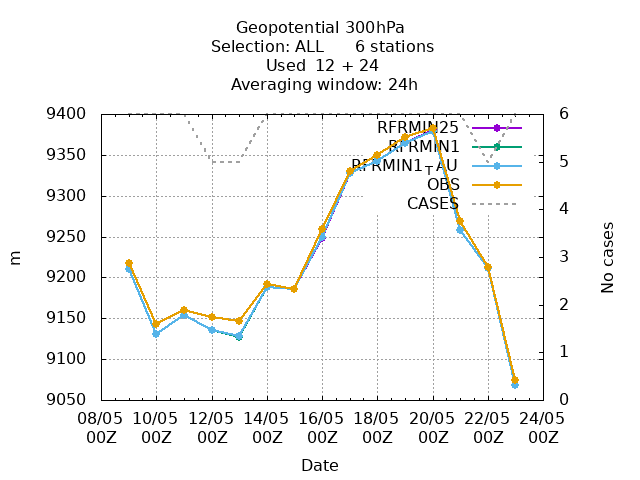 Geopotential 300hPa
Selection: ALL 6 stations
Used 12 + 24
Averaging window: 24h
9400
9350
9300
9250
9200
9150
9100
9050
m
6
5
4
3
2
1
0
No cases
RFRMIN25
RFRMIN1
RFRMIN1_TAU
OBS
CASES
08/05 10/05 12/05 14/05 16/05 18/05 20/05 22/05 24/05
00Z 00Z 00Z 00Z 00Z 00Z 00Z 00Z 00Z
Date